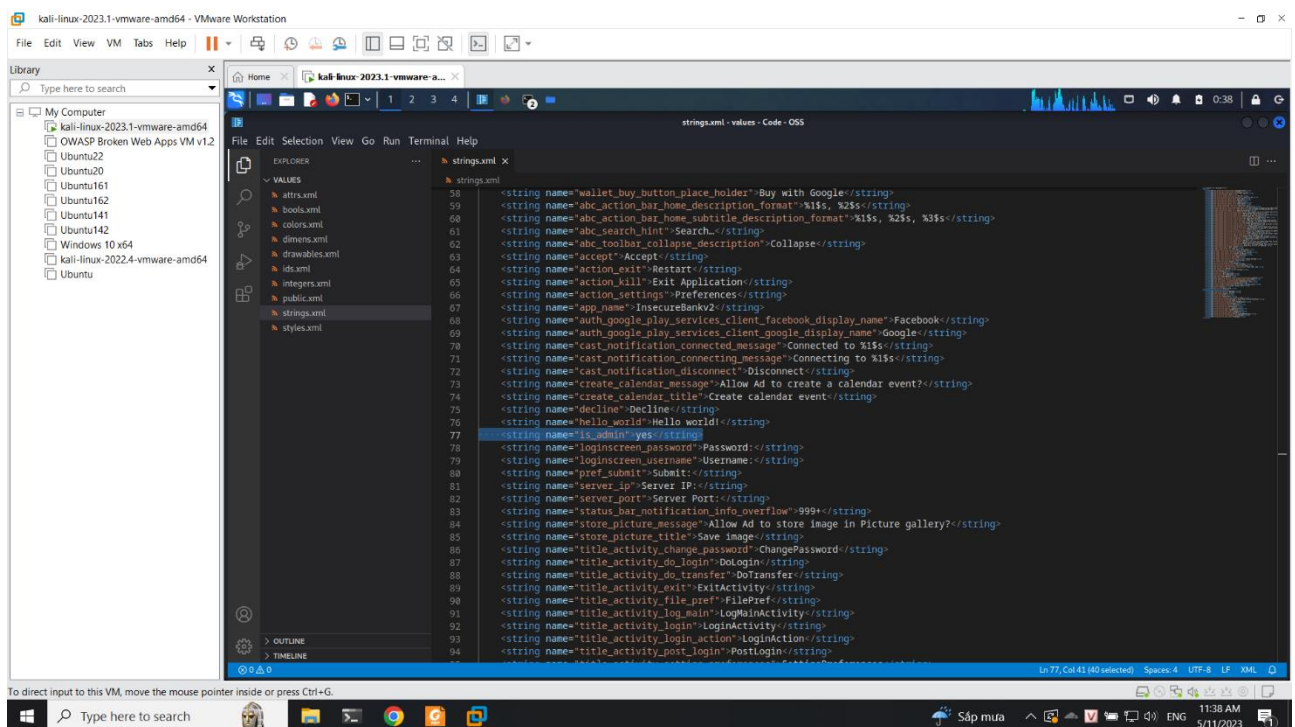 kali-linux-2023.1-vmware-amd64 - VMware Workstation
File Edit View VM Tabs Help
Library x
Type here to search
My Computer
kali-linux-2023.1-vmware-amd64
OWASP Broken Web Apps VM v1.2
Ubuntu22
Ubuntu20
Ubuntu161
Ubuntu162
Ubuntu141
Ubuntu142
Windows 10 x64
kali-linux-2022.4-vmware-amd64
Ubuntu
Home kali-linux-2023.1-vmware-a...
1 2 3 4 0:38
strings.xml - values - Code - OSS
File Edit Selection View Go Run Terminal Help
EXPLORER
VALUES
attrs.xml
bools.xml
colors.xml
dimens.xml
drawables.xml
ids.xml
integers.xml
public.xml
strings.xml
styles.xml
OUTLINE
TIMELINE
strings.xml
strings.xml
58 <string name="wallet_buy_button_place_holder">Buy with Google</string>
59 <string name="abc_action_bar_home_description_format">%1$s, %2$s</string>
60 <string name="abc_action_bar_home_subtitle_description_format">%1$s, %2$s, %3$s</string>
61 <string name="abc_search_hint">Search…</string>
62 <string name="abc_toolbar_collapse_description">Collapse</string>
63 <string name="accept">Accept</string>
64 <string name="action_exit">Restart</string>
65 <string name="action_kill">Exit Application</string>
66 <string name="action_settings">Preferences</string>
67 <string name="app_name">InsecureBankv2</string>
68 <string name="auth_google_play_services_client_facebook_display_name">Facebook</string>
69 <string name="auth_google_play_services_client_google_display_name">Google</string>
70 <string name="cast_notification_connected_message">Connected to %1$s</string>
71 <string name="cast_notification_connecting_message">Connecting to %1$s</string>
72 <string name="cast_notification_disconnect">Disconnect</string>
73 <string name="create_calendar_message">Allow Ad to create a calendar event?</string>
74 <string name="create_calendar_title">Create calendar event</string>
75 <string name="decline">Decline</string>
76 <string name="hello_world">Hello world!</string>
77 <string name="is_admin">yes</string>
78 <string name="loginscreen_password">Password:</string>
79 <string name="loginscreen_username">Username:</string>
80 <string name="pref_submit">Submit:</string>
81 <string name="server_ip">Server IP:</string>
82 <string name="server_port">Server Port:</string>
83 <string name="status_bar_notification_info_overflow">999+</string>
84 <string name="store_picture_message">Allow Ad to store image in Picture gallery?</string>
85 <string name="store_picture_title">Save image</string>
86 <string name="title_activity_change_password">ChangePassword</string>
87 <string name="title_activity_do_login">DoLogin</string>
88 <string name="title_activity_do_transfer">DoTransfer</string>
89 <string name="title_activity_exit">ExitActivity</string>
90 <string name="title_activity_file_pref">FilePref</string>
91 <string name="title_activity_log_main">LogMainActivity</string>
92 <string name="title_activity_login">LoginActivity</string>
93 <string name="title_activity_login_action">LoginAction</string>
94 <string name="title_activity_post_login">PostLogin</string>
0 0 Ln 77, Col 41 (40 selected) Spaces: 4 UTF-8 LF XML
To direct input to this VM, move the mouse pointer inside or press Ctrl+G.
Type here to search
Sắp mưa ENG 11:38 AM
5/11/2023